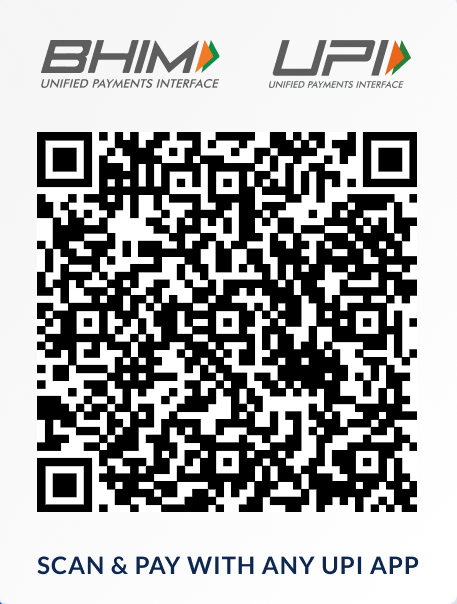 BHIM UPI
UNIFIED PAYMENTS INTERFACE UNIFIED PAYMENTS INTERFACE
SCAN & PAY WITH ANY UPI APP